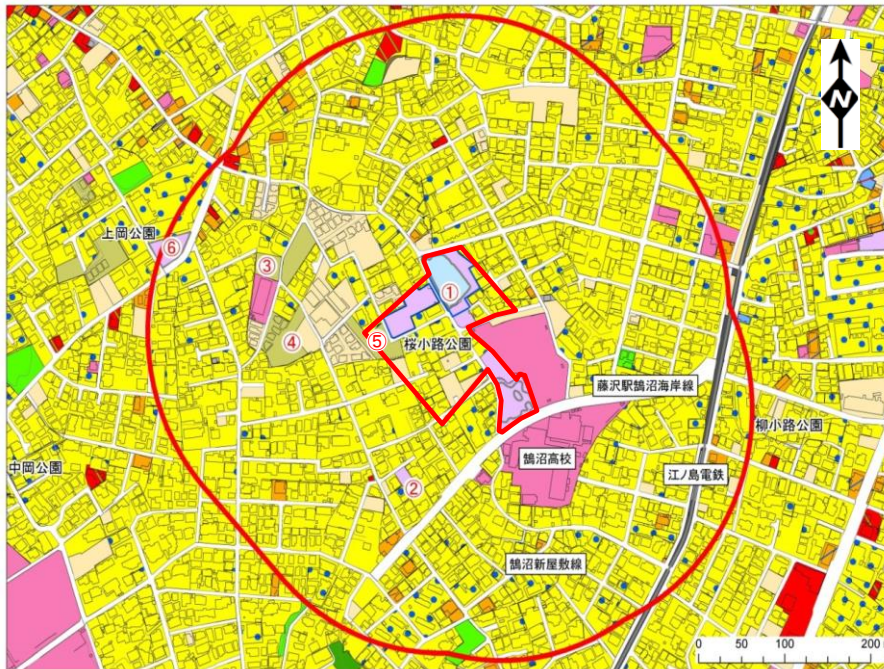 N
上岡公園
⑥
③
①
④
⑤
桜小路公園
藤沢駅鵠沼海岸線
柳小路公園
鵠沼高校
中岡公園
江ノ島電鉄
②
鵠沼新屋敷線
0 50 100 200